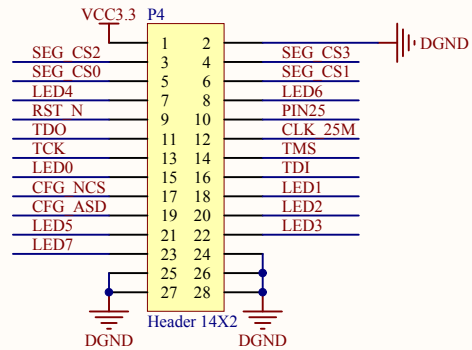 VCC3.3 P4
1 2 DGND
SEG_CS2 3 4 SEG_CS3
SEG_CS0 5 6 SEG_CS1
LED4 7 8 LED6
RST_N 9 10 PIN25
TDO 11 12 CLK_25M
TCK 13 14 TMS
LED0 15 16 TDI
CFG_NCS 17 18 LED1
CFG_ASD 19 20 LED2
LED5 21 22 LED3
LED7 23 24
25 26
27 28
Header 14X2
DGND DGND